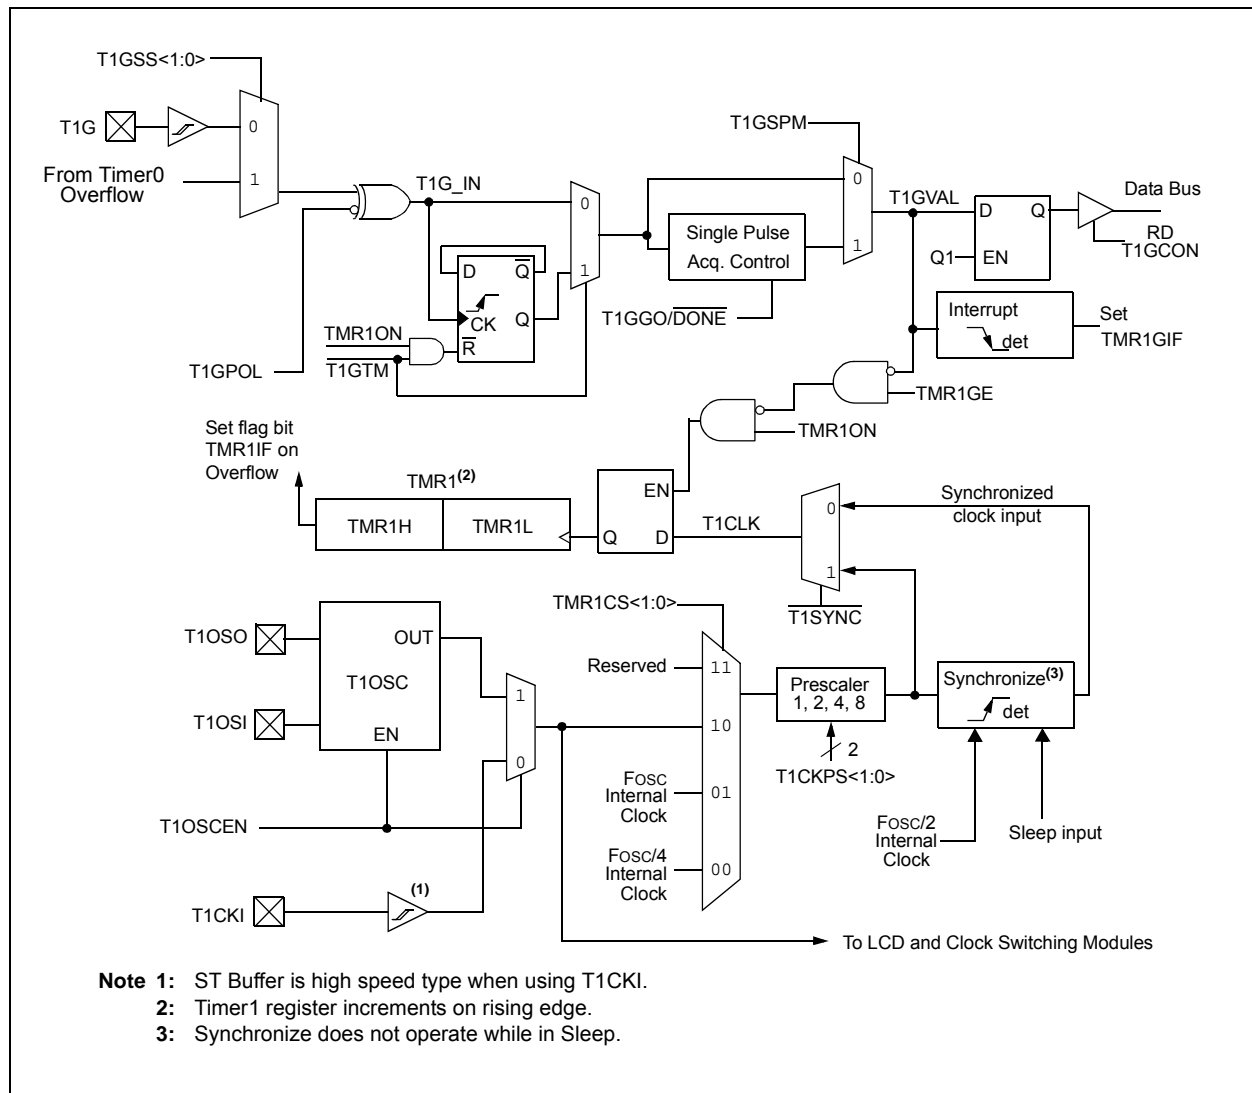 T1GSS<1:0>
T1G
0
From Timer0
Overflow
1
T1G_IN
0
1
D
Q
CK
Q
R
TMR1ON
T1GTM
T1GPOL
Single Pulse
Acq. Control
T1GGO/DONE
T1GSPM
0
1
T1GVAL
D
Q
Q1
EN
Data Bus
RD
T1GCON
Interrupt
det
Set
TMR1GIF
TMR1GE
TMR1ON
Set flag bit
TMR1IF on
Overflow
TMR1(2)
TMR1H
TMR1L
EN
Q
D
T1CLK
0
1
T1SYNC
Synchronized
clock input
T1OSO
T1OSI
OUT
T1OSC
EN
1
0
T1OSCEN
T1CKI
(1)
TMR1CS<1:0>
Reserved
11
10
FOSC
Internal
Clock
01
FOSC/4
Internal
Clock
00
Prescaler
1, 2, 4, 8
2
T1CKPS<1:0>
Synchronize(3)
det
FOSC/2
Internal
Clock
Sleep input
To LCD and Clock Switching Modules
Note 1: ST Buffer is high speed type when using T1CKI.
2: Timer1 register increments on rising edge.
3: Synchronize does not operate while in Sleep.